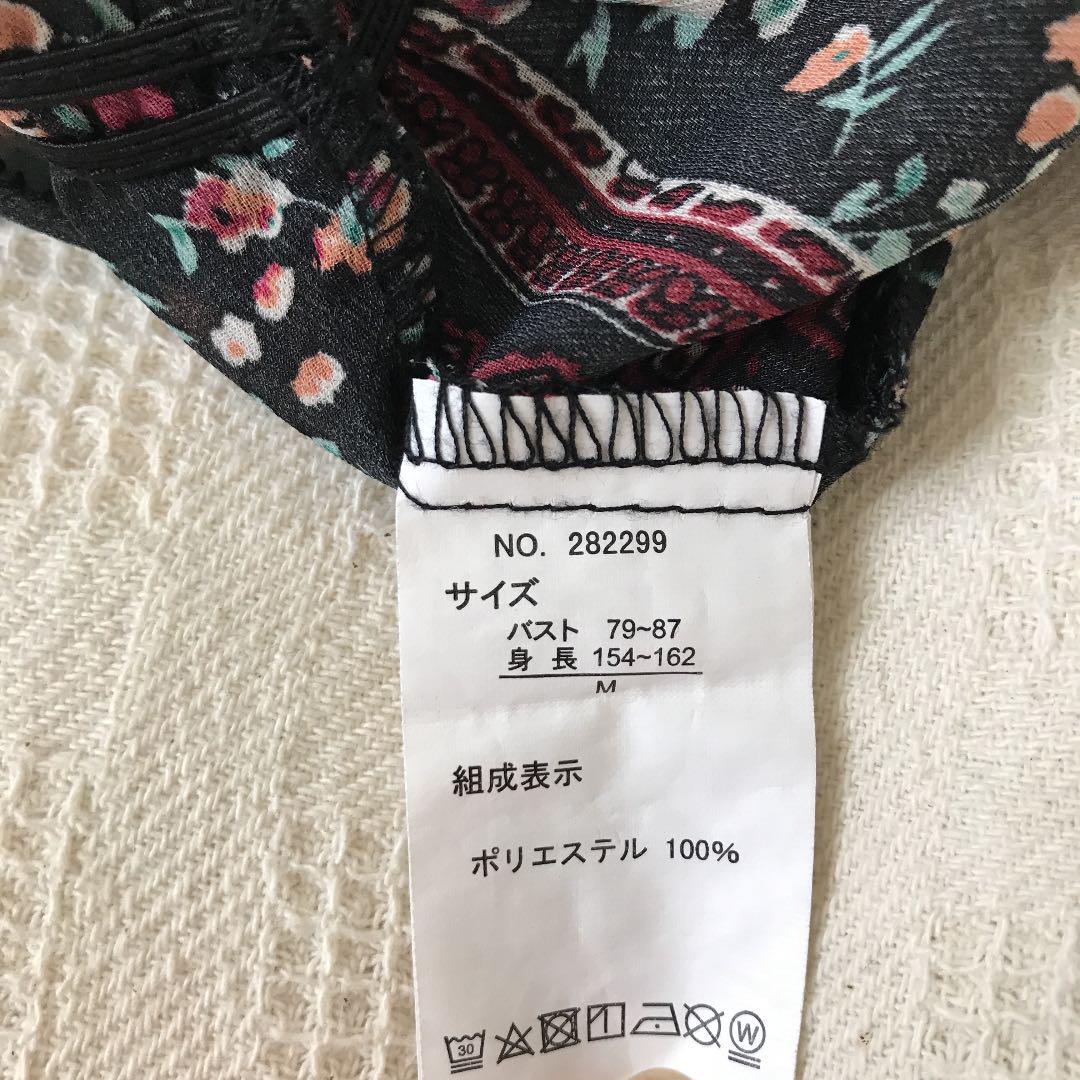 NO. 282299
サイズ
バスト 79~87
身 長 154~162
M
組成表示
ポリエステル 100%
30 W